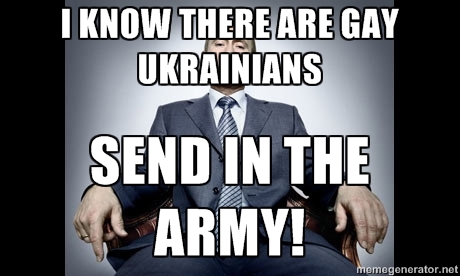 I KNOW THERE ARE GAY
UKRAINIANS
SEND IN THE
ARMY!
memegenerator.net